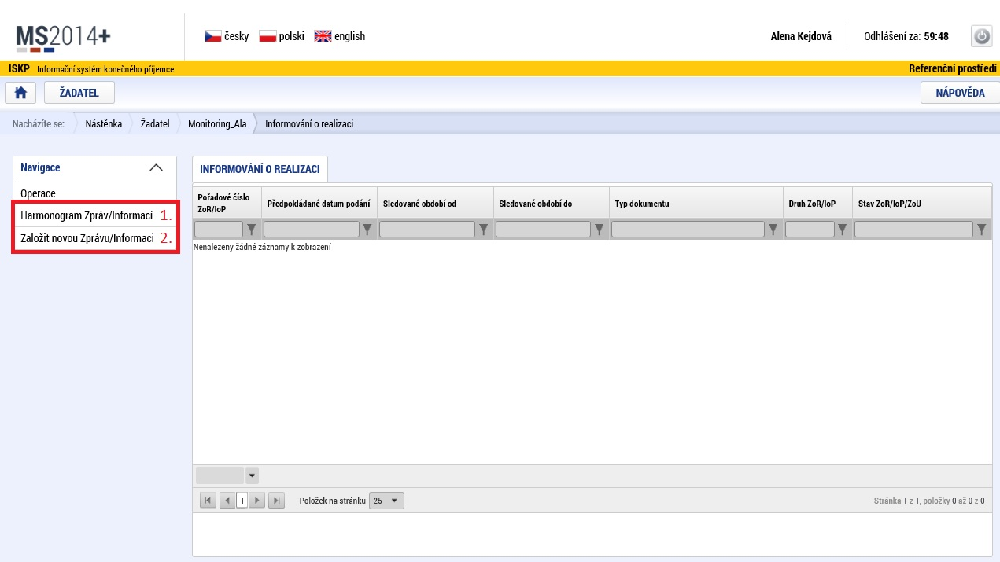 MS2014+
česky polski english
Alena Kejdová
Odhlášení za: 59:48
ISKP Informační systém konečného příjemce
Referenční prostředí
ŽADATEL
NÁPOVĚDA
Nacházíte se: Nástěnka Žadatel Monitoring_Ala Informování o realizaci
Navigace
Operace
Harmonogram Zpráv/Informací 1.
Založit novou Zprávu/Informaci 2.
INFORMOVÁNÍ O REALIZACI
Pořadové číslo
ZoR/IoP
Předpokládané datum podání
Sledované období od
Sledované období do
Typ dokumentu
Druh ZoR/IoP
Stav ZoR/IoP/ZoU
Nenalezeny žádné záznamy k zobrazení
1
Položek na stránku 25
Stránka 1 z 1, položky 0 až 0 z 0